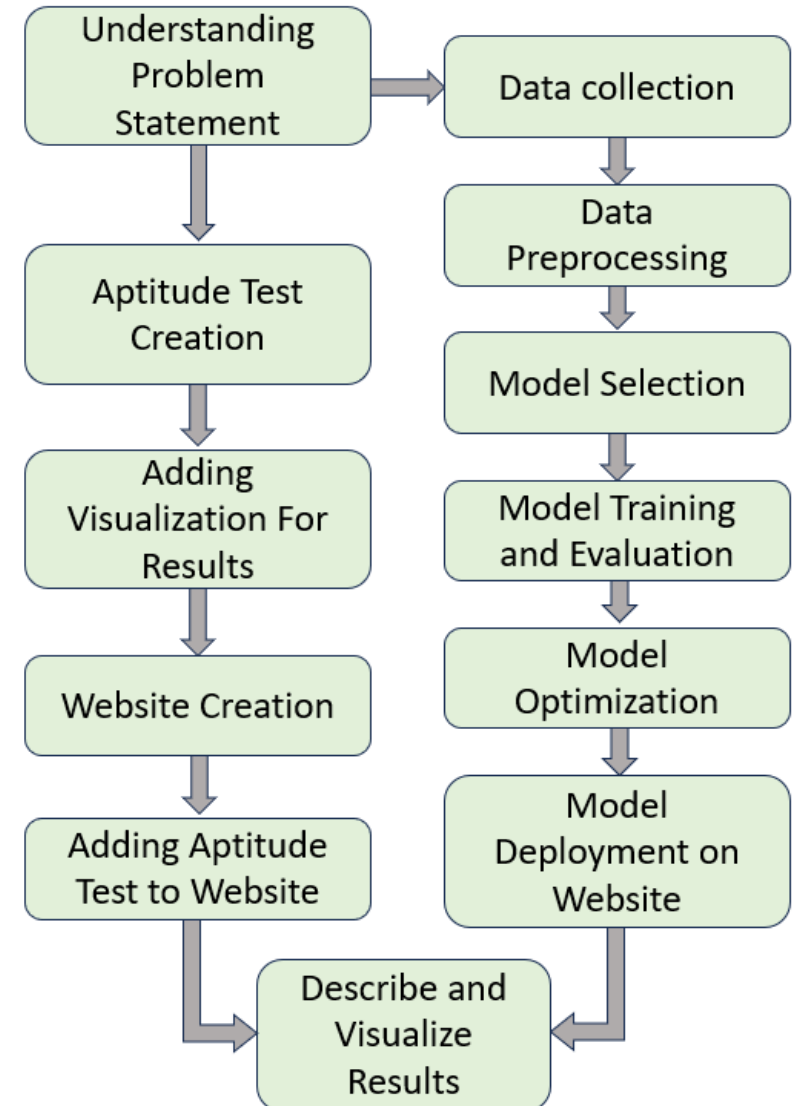 Understanding
Problem
Statement
Data collection
Data
Preprocessing
Aptitude Test
Creation
Model Selection
Adding
Visualization For
Results
Model Training
and Evaluation
Website Creation
Model
Optimization
Adding Aptitude
Test to Website
Model
Deployment on
Website
Describe and
Visualize
Results